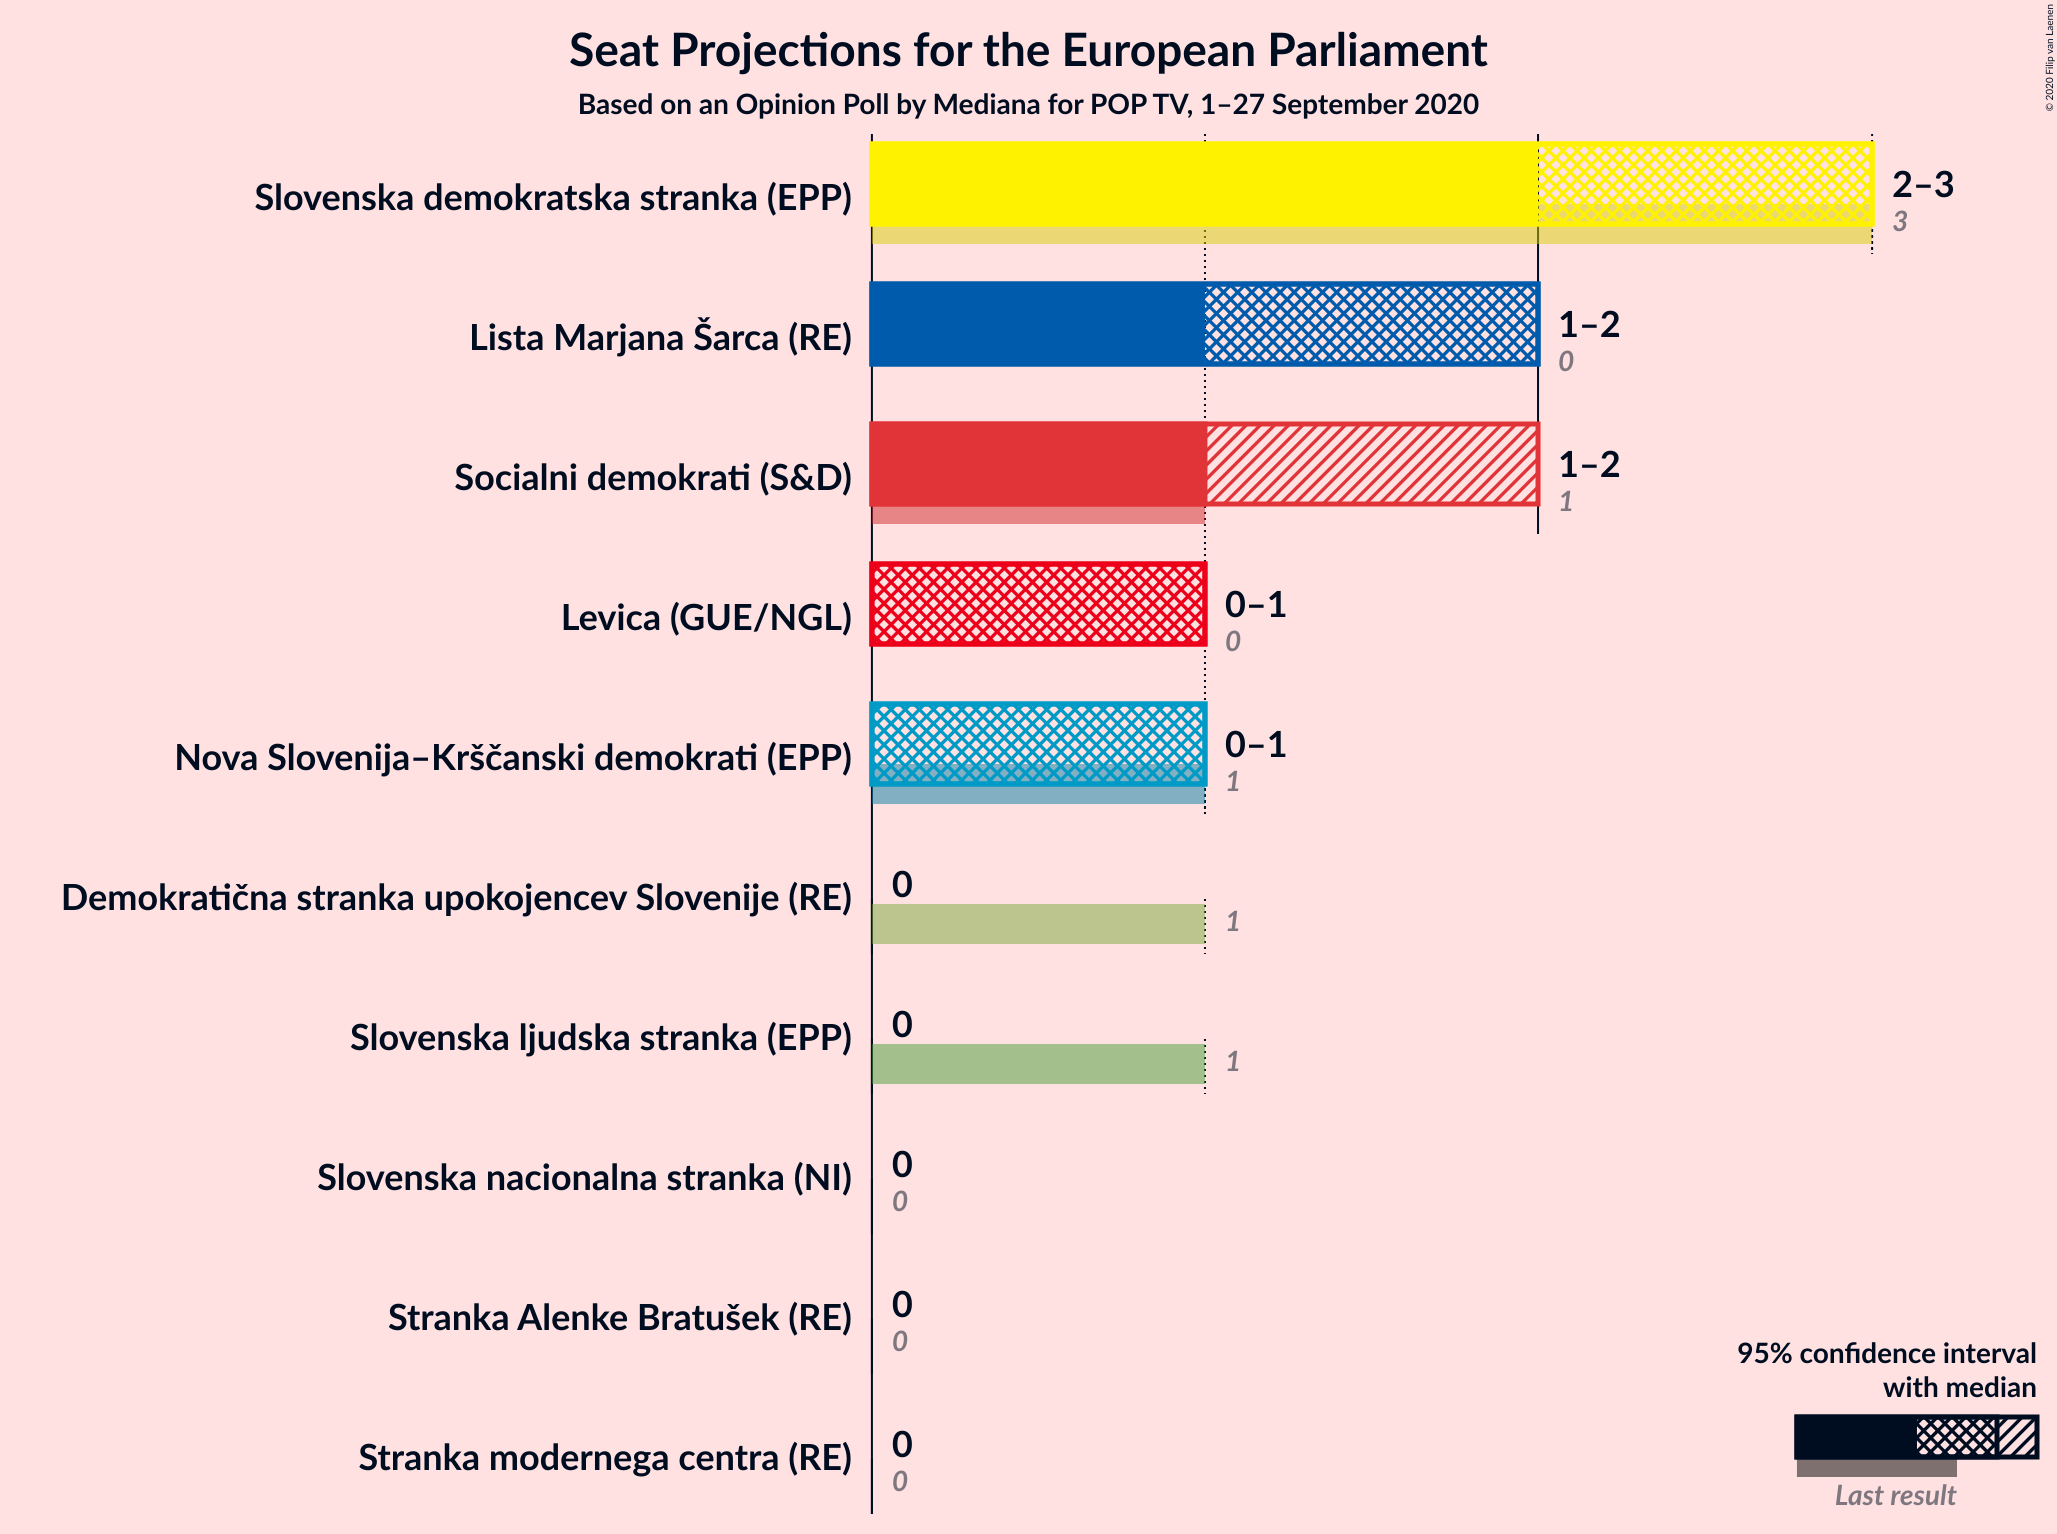 Seat Projections for the European Parliament
Based on an Opinion Poll by Mediana for POP TV, 1–27 September 2020
© 2020 Filip van Laenen
Slovenska demokratska stranka (EPP)
2–3
3
Lista Marjana Šarca (RE)
1–2
0
Socialni demokrati (S&D)
1–2
1
Levica (GUE/NGL)
0–1
0
Nova Slovenija–Krščanski demokrati (EPP)
0–1
1
Demokratična stranka upokojencev Slovenije (RE)
0
1
Slovenska ljudska stranka (EPP)
0
1
Slovenska nacionalna stranka (NI)
0
0
Stranka Alenke Bratušek (RE)
0
0
Stranka modernega centra (RE)
0
0
95% confidence interval
with median
Last result